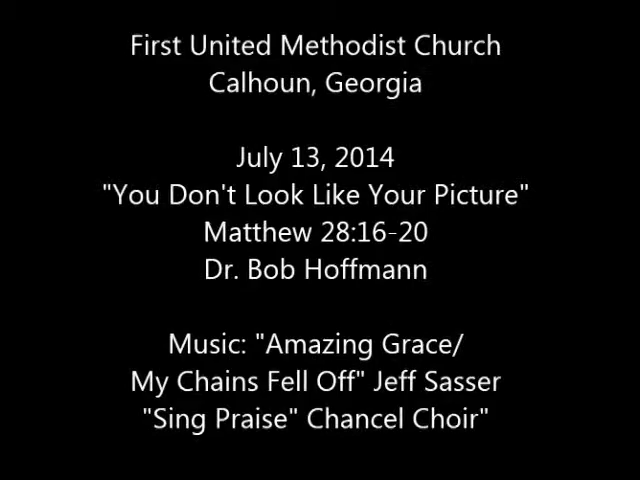 First United Methodist Church
Calhoun, Georgia
July 13, 2014
"You Don't Look Like Your Picture"
Matthew 28:16-20
Dr. Bob Hoffmann
Music: "Amazing Grace/
My Chains Fell Off" Jeff Sasser
"Sing Praise" Chancel Choir"